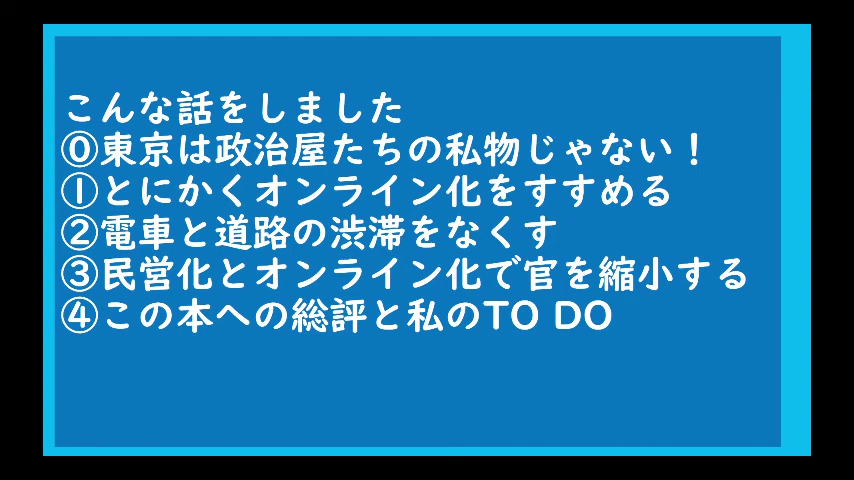 こんな話をしました
⓪東京は政治屋たちの私物じゃない！
①とにかくオンライン化をすすめる
②電車と道路の渋滞をなくす
③民営化とオンライン化で官を縮小する
④この本への総評と私のTO DO